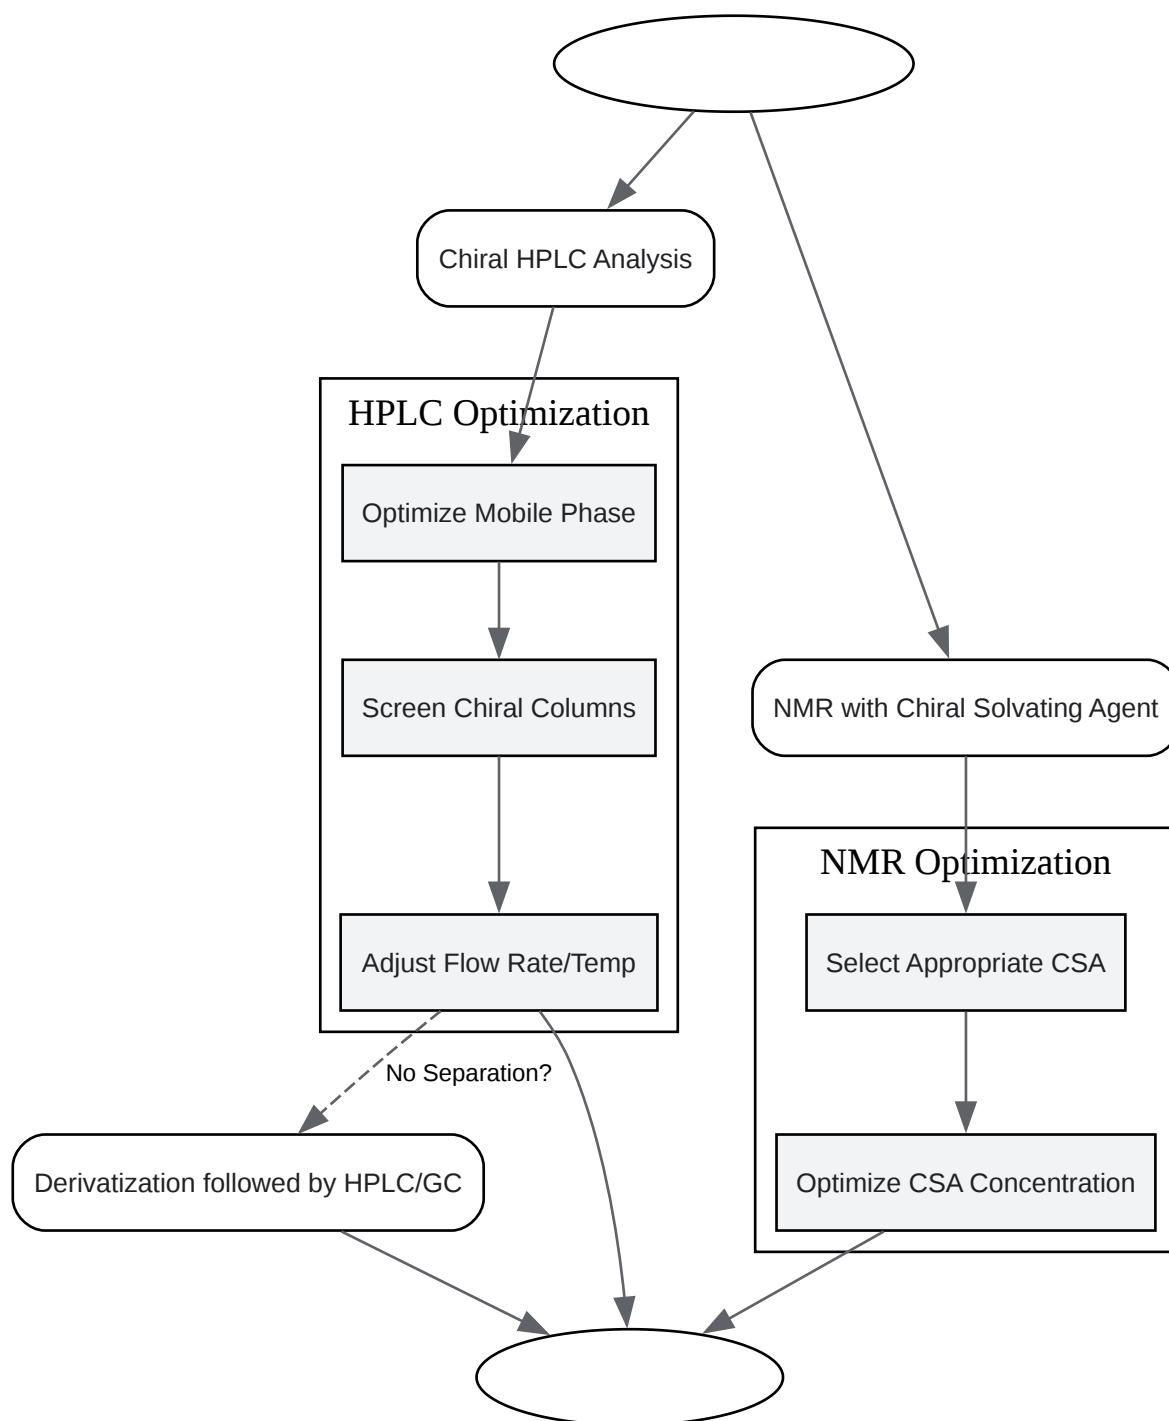 Chiral HPLC Analysis
HPLC Optimization
Optimize Mobile Phase
Screen Chiral Columns
NMR with Chiral Solvating Agent
NMR Optimization
Adjust Flow Rate/Temp
Select Appropriate CSA
No Separation?
Derivatization followed by HPLC/GC
Optimize CSA Concentration